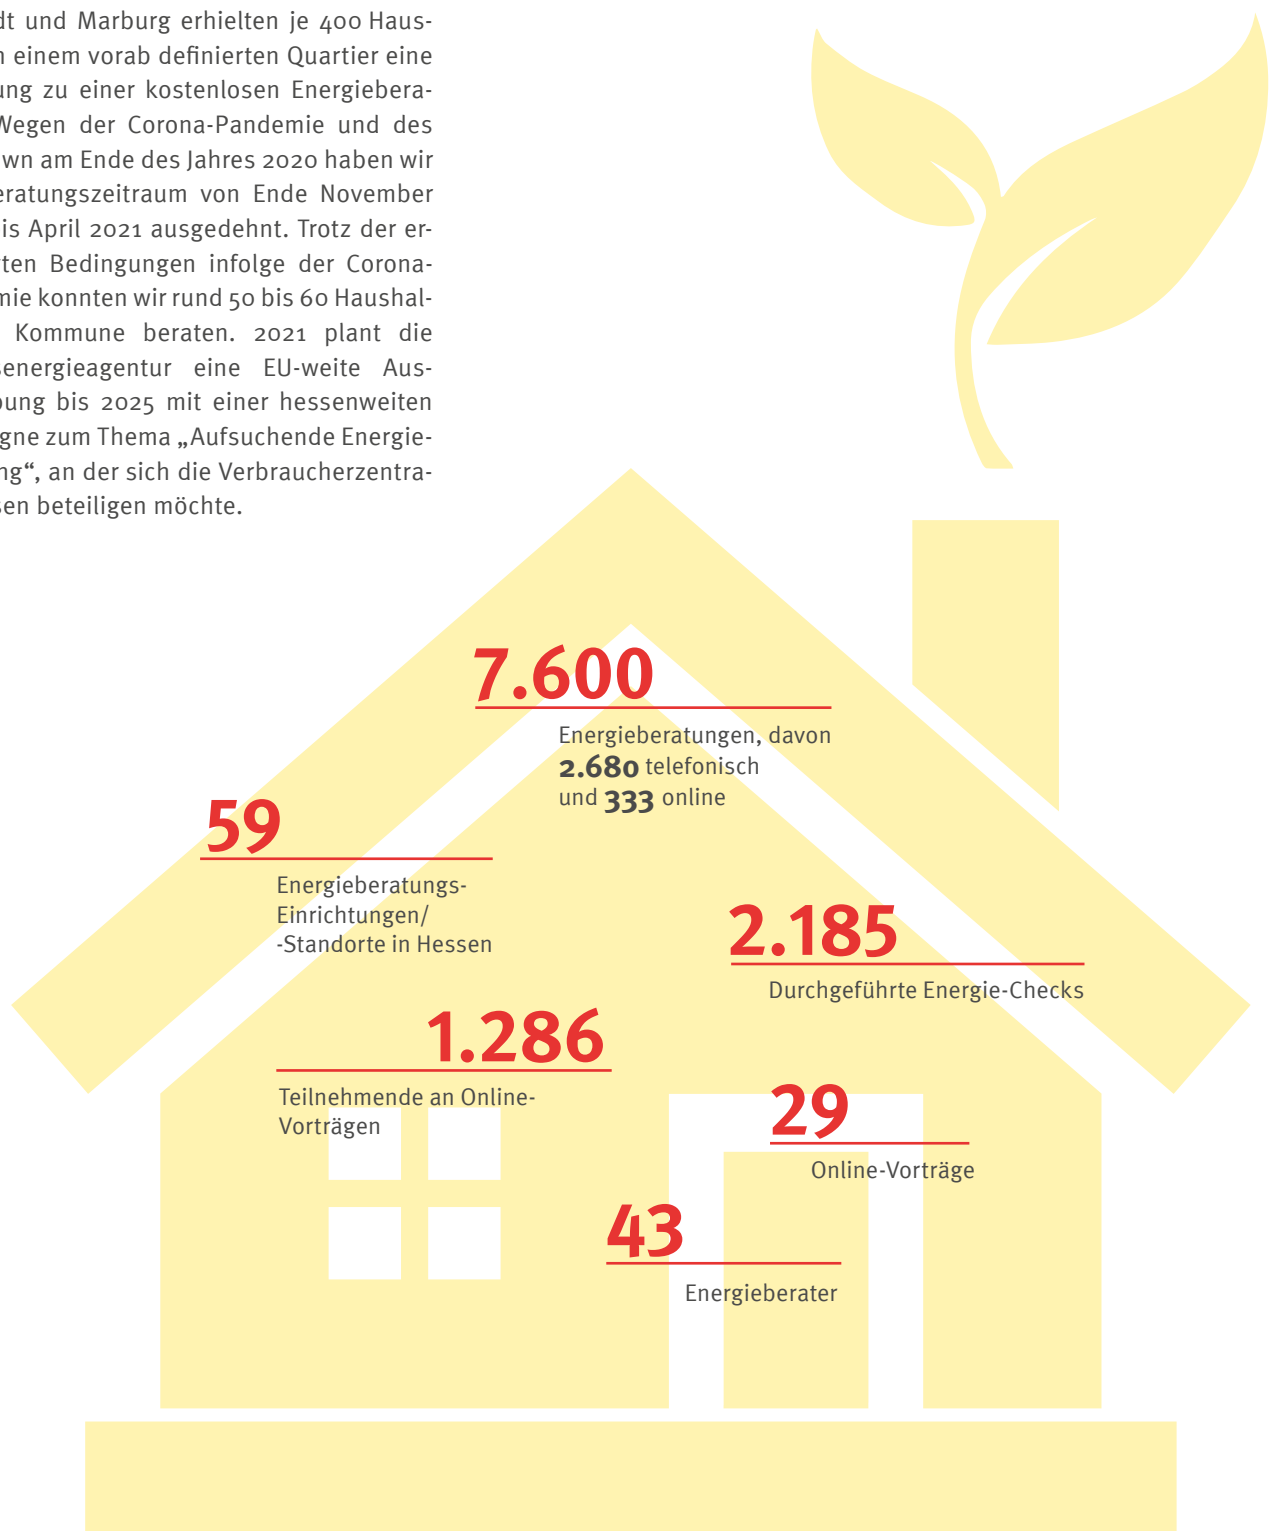 dt und Marburg erhielten je 400 Haus-
n einem vorab definierten Quartier eine
ung zu einer kostenlosen Energiebera-
Wegen der Corona-Pandemie und des
wn am Ende des Jahres 2020 haben wir
eratungszeitraum von Ende November
is April 2021 ausgedehnt. Trotz der er-
rten Bedingungen infolge der Corona-
mie konnten wir rund 50 bis 60 Haushal-
Kommune beraten. 2021 plant die
senergieagentur eine EU-weite Aus-
bung bis 2025 mit einer hessenweiten
gne zum Thema „Aufsuchende Energie-
ng“, an der sich die Verbraucherzentra-
sen beteiligen möchte.
7.600
Energieberatungen, davon
2.680 telefonisch
und 333 online
59
Energieberatungs-
Einrichtungen/
-Standorte in Hessen
2.185
Durchgeführte Energie-Checks
1.286
Teilnehmende an Online-
Vorträgen
29
Online-Vorträge
43
Energieberater